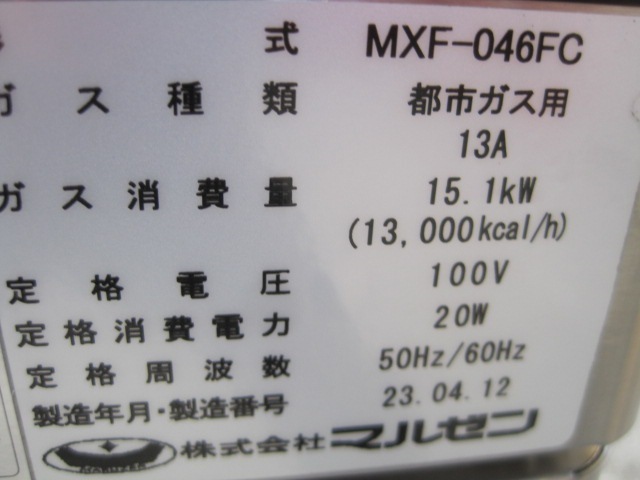 式 MXF-046FC
ガス種類 都市ガス用
13A
ガス消費量 15.1kW
(13,000kcal/h)
定格電圧 100V
定格消費電力 20W
定格周波数 50Hz/60Hz
製造年月・製造番号 23.04.12
株式会社マルゼン